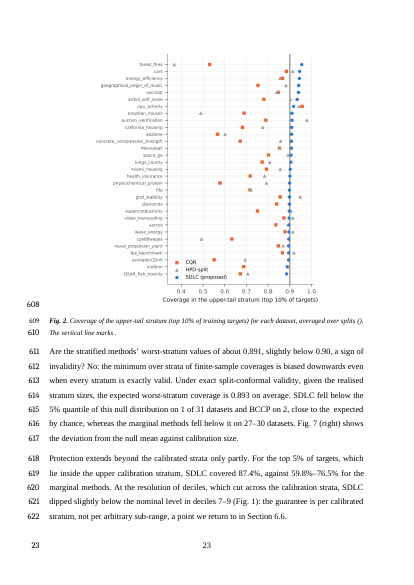 forest_fires
cars
energy_efficiency
geographical_origin_of_music
socmob
airfoil_self_noise
cpu_activity
brazilian_houses
auction_verification
california_housing
abalone
concrete_compressive_strength
Moneyball
space_ga
kings_county
miami_housing
health_insurance
physiochemical_protein
fifa
grid_stability
diamonds
superconductivity
video_transcoding
sarcos
wave_energy
cps88wages
naval_propulsion_plant
fps_benchmark
pumadyn32nh
kin8nm
QSAR_fish_toxicity
CQR
HPD-split
SDLC (proposed)
0.4 0.5 0.6 0.7 0.8 0.9 1.0
Coverage in the upper-tail stratum (top 10% of targets)
608
609 Fig. 2. Coverage of the upper-tail stratum (top 10% of training targets) for each dataset, averaged over splits ().
610 The vertical line marks .
611 Are the stratified methods’ worst-stratum values of about 0.891, slightly below 0.90, a sign of
612 invalidity? No: the minimum over strata of finite-sample coverages is biased downwards even
613 when every stratum is exactly valid. Under exact split-conformal validity, given the realised
614 stratum sizes, the expected worst-stratum coverage is 0.893 on average. SDLC fell below the
615 5% quantile of this null distribution on 1 of 31 datasets and BCCP on 2, close to the expected
616 by chance, whereas the marginal methods fell below it on 27–30 datasets. Fig. 7 (right) shows
617 the deviation from the null mean against calibration size.
618 Protection extends beyond the calibrated strata only partly. For the top 5% of targets, which
619 lie inside the upper calibration stratum, SDLC covered 87.4%, against 59.8%–76.5% for the
620 marginal methods. At the resolution of deciles, which cut across the calibration strata, SDLC
621 dipped slightly below the nominal level in deciles 7–9 (Fig. 1): the guarantee is per calibrated
622 stratum, not per arbitrary sub-range, a point we return to in Section 6.6.
23 23